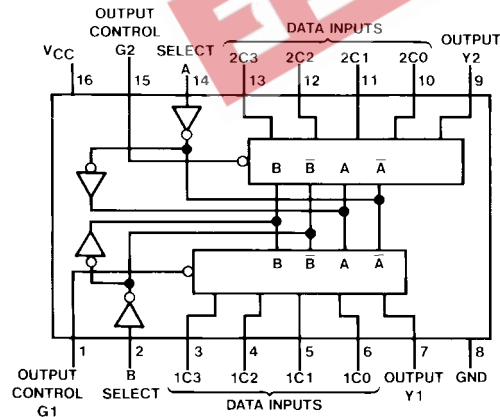 OUTPUT
CONTROL
G2
SELECT
A
DATA INPUTS
OUTPUT
Y2
VCC
2C3
2C2
2C1
2C0
16
15
14
13
12
11
10
9
B B̅ A A̅
B B̅ A A̅
1
2
3
4
5
6
7
8
OUTPUT
CONTROL
G1
B
SELECT
1C3
1C2
1C1
1C0
OUTPUT
Y1
GND
DATA INPUTS